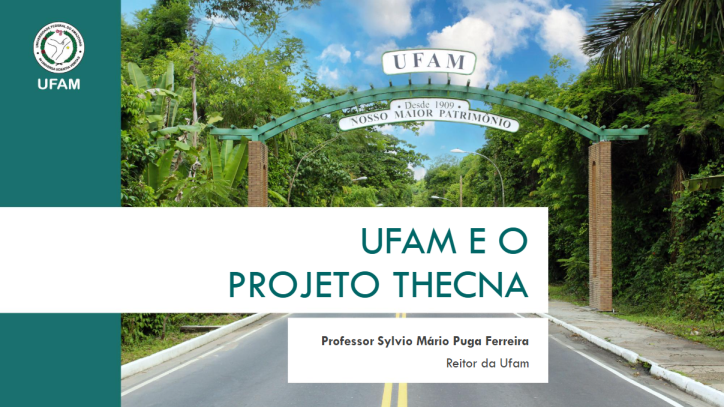 UFAM
UFAM
• Desde 1909 •
NOSSO MAIOR PATRIMÔNIO
UFAM E O
PROJETO THECNA
Professor Sylvio Mário Puga Ferreira
Reitor da Ufam